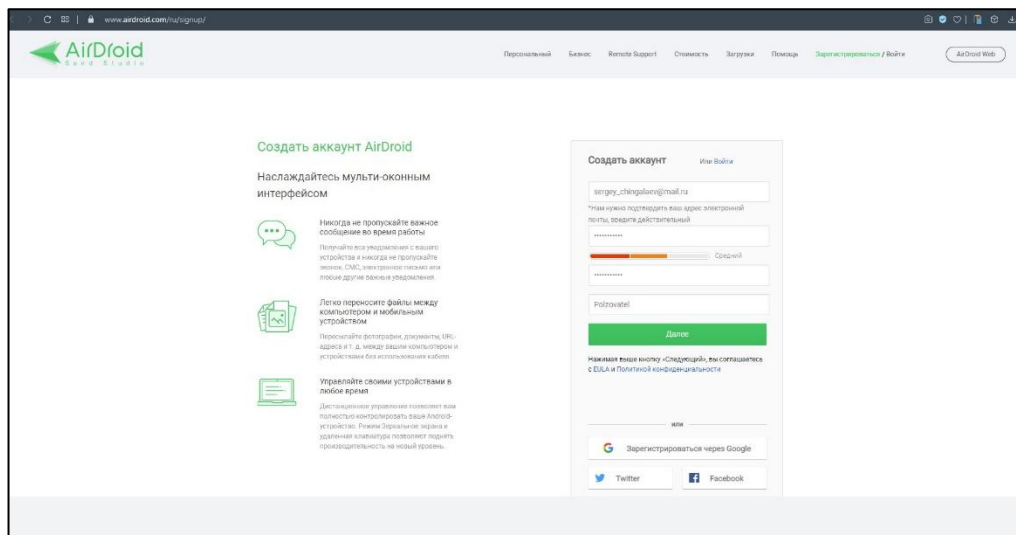 www.airdroid.com/ru/signup/
AirDroid
Sand Studio
Персональный Бизнес Remote Support Стоимость Загрузки Помощь Зарегистрироваться / Войти AirDroid Web
Создать аккаунт AirDroid
Наслаждайтесь мульти-оконным
интерфейсом
Никогда не пропускайте важное
сообщение во время работы
Получайте все уведомления с вашего
устройства и никогда не пропускайте
звонок, СМС, электронное письмо или
любые другие важные уведомления.
Легко переносите файлы между
компьютером и мобильным
устройством
Пересылайте фотографии, документы, URL-
адреса и т. д. между вашим компьютером и
устройствами без использования кабеля.
Управляйте своими устройствами в
любое время
Дистанционное управление позволяет вам
полностью контролировать ваше Android-
устройство. Режим Зеркальное экрана и
удаленная клавиатура позволяют поднять
производительность на новый уровень.
Создать аккаунт Или Войти
sergey_chingalaev@mail.ru
*Нам нужно подтвердить ваш адрес электронной
почты, введите действительный
Средний
Polzovatel
Далее
Нажимая выше кнопку «Следующий», вы соглашаетесь
с EULA и Политикой конфиденциальности
или
Зарегистрироваться через Google
Twitter Facebook